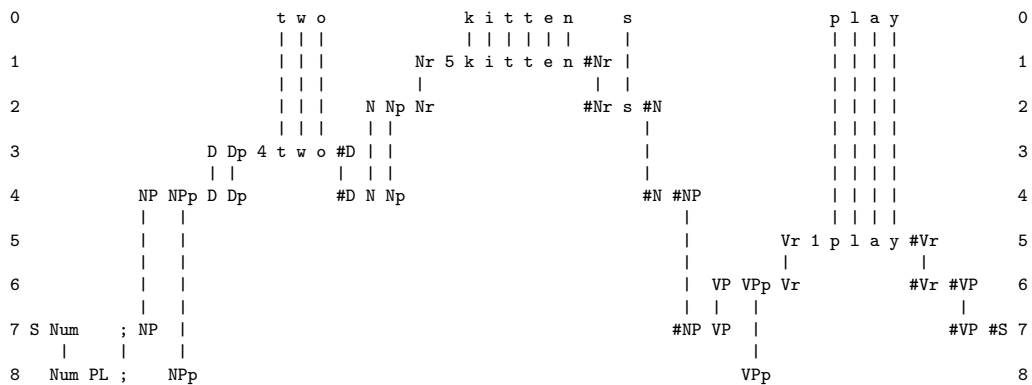 0 t w o k i t t e n s p l a y 0
| | | | | | | | | | | | | |
1 Nr 5 k i t t e n #Nr | | | | | 1
| | | | | | | | | |
2 | | | N Np Nr #Nr s #N | | | | 2
| | | | | | | | | |
3 D Dp 4 t w o #D | | | | | | | 3
| | | | | | | | | |
4 NP NPp D Dp #D N Np #N #NP | | | | 4
| | | | | | |
5 | | | Vr 1 p l a y #Vr 5
| | | | |
6 | | | VP VPp Vr #Vr #VP 6
| | | | | |
7 S Num ; NP | #NP VP | #VP #S 7
| | | |
8 Num PL ; NPp VPp 8